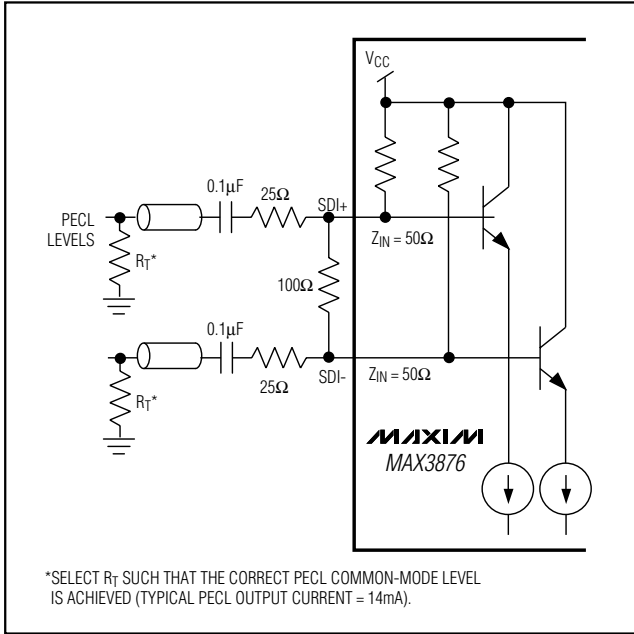 VCC
0.1µF
25Ω
SDI+
PECL
LEVELS
ZIN = 50Ω
RT*
100Ω
0.1µF
25Ω
SDI-
ZIN = 50Ω
RT*
MAXIM
MAX3876
*SELECT RT SUCH THAT THE CORRECT PECL COMMON-MODE LEVEL
IS ACHIEVED (TYPICAL PECL OUTPUT CURRENT = 14mA).